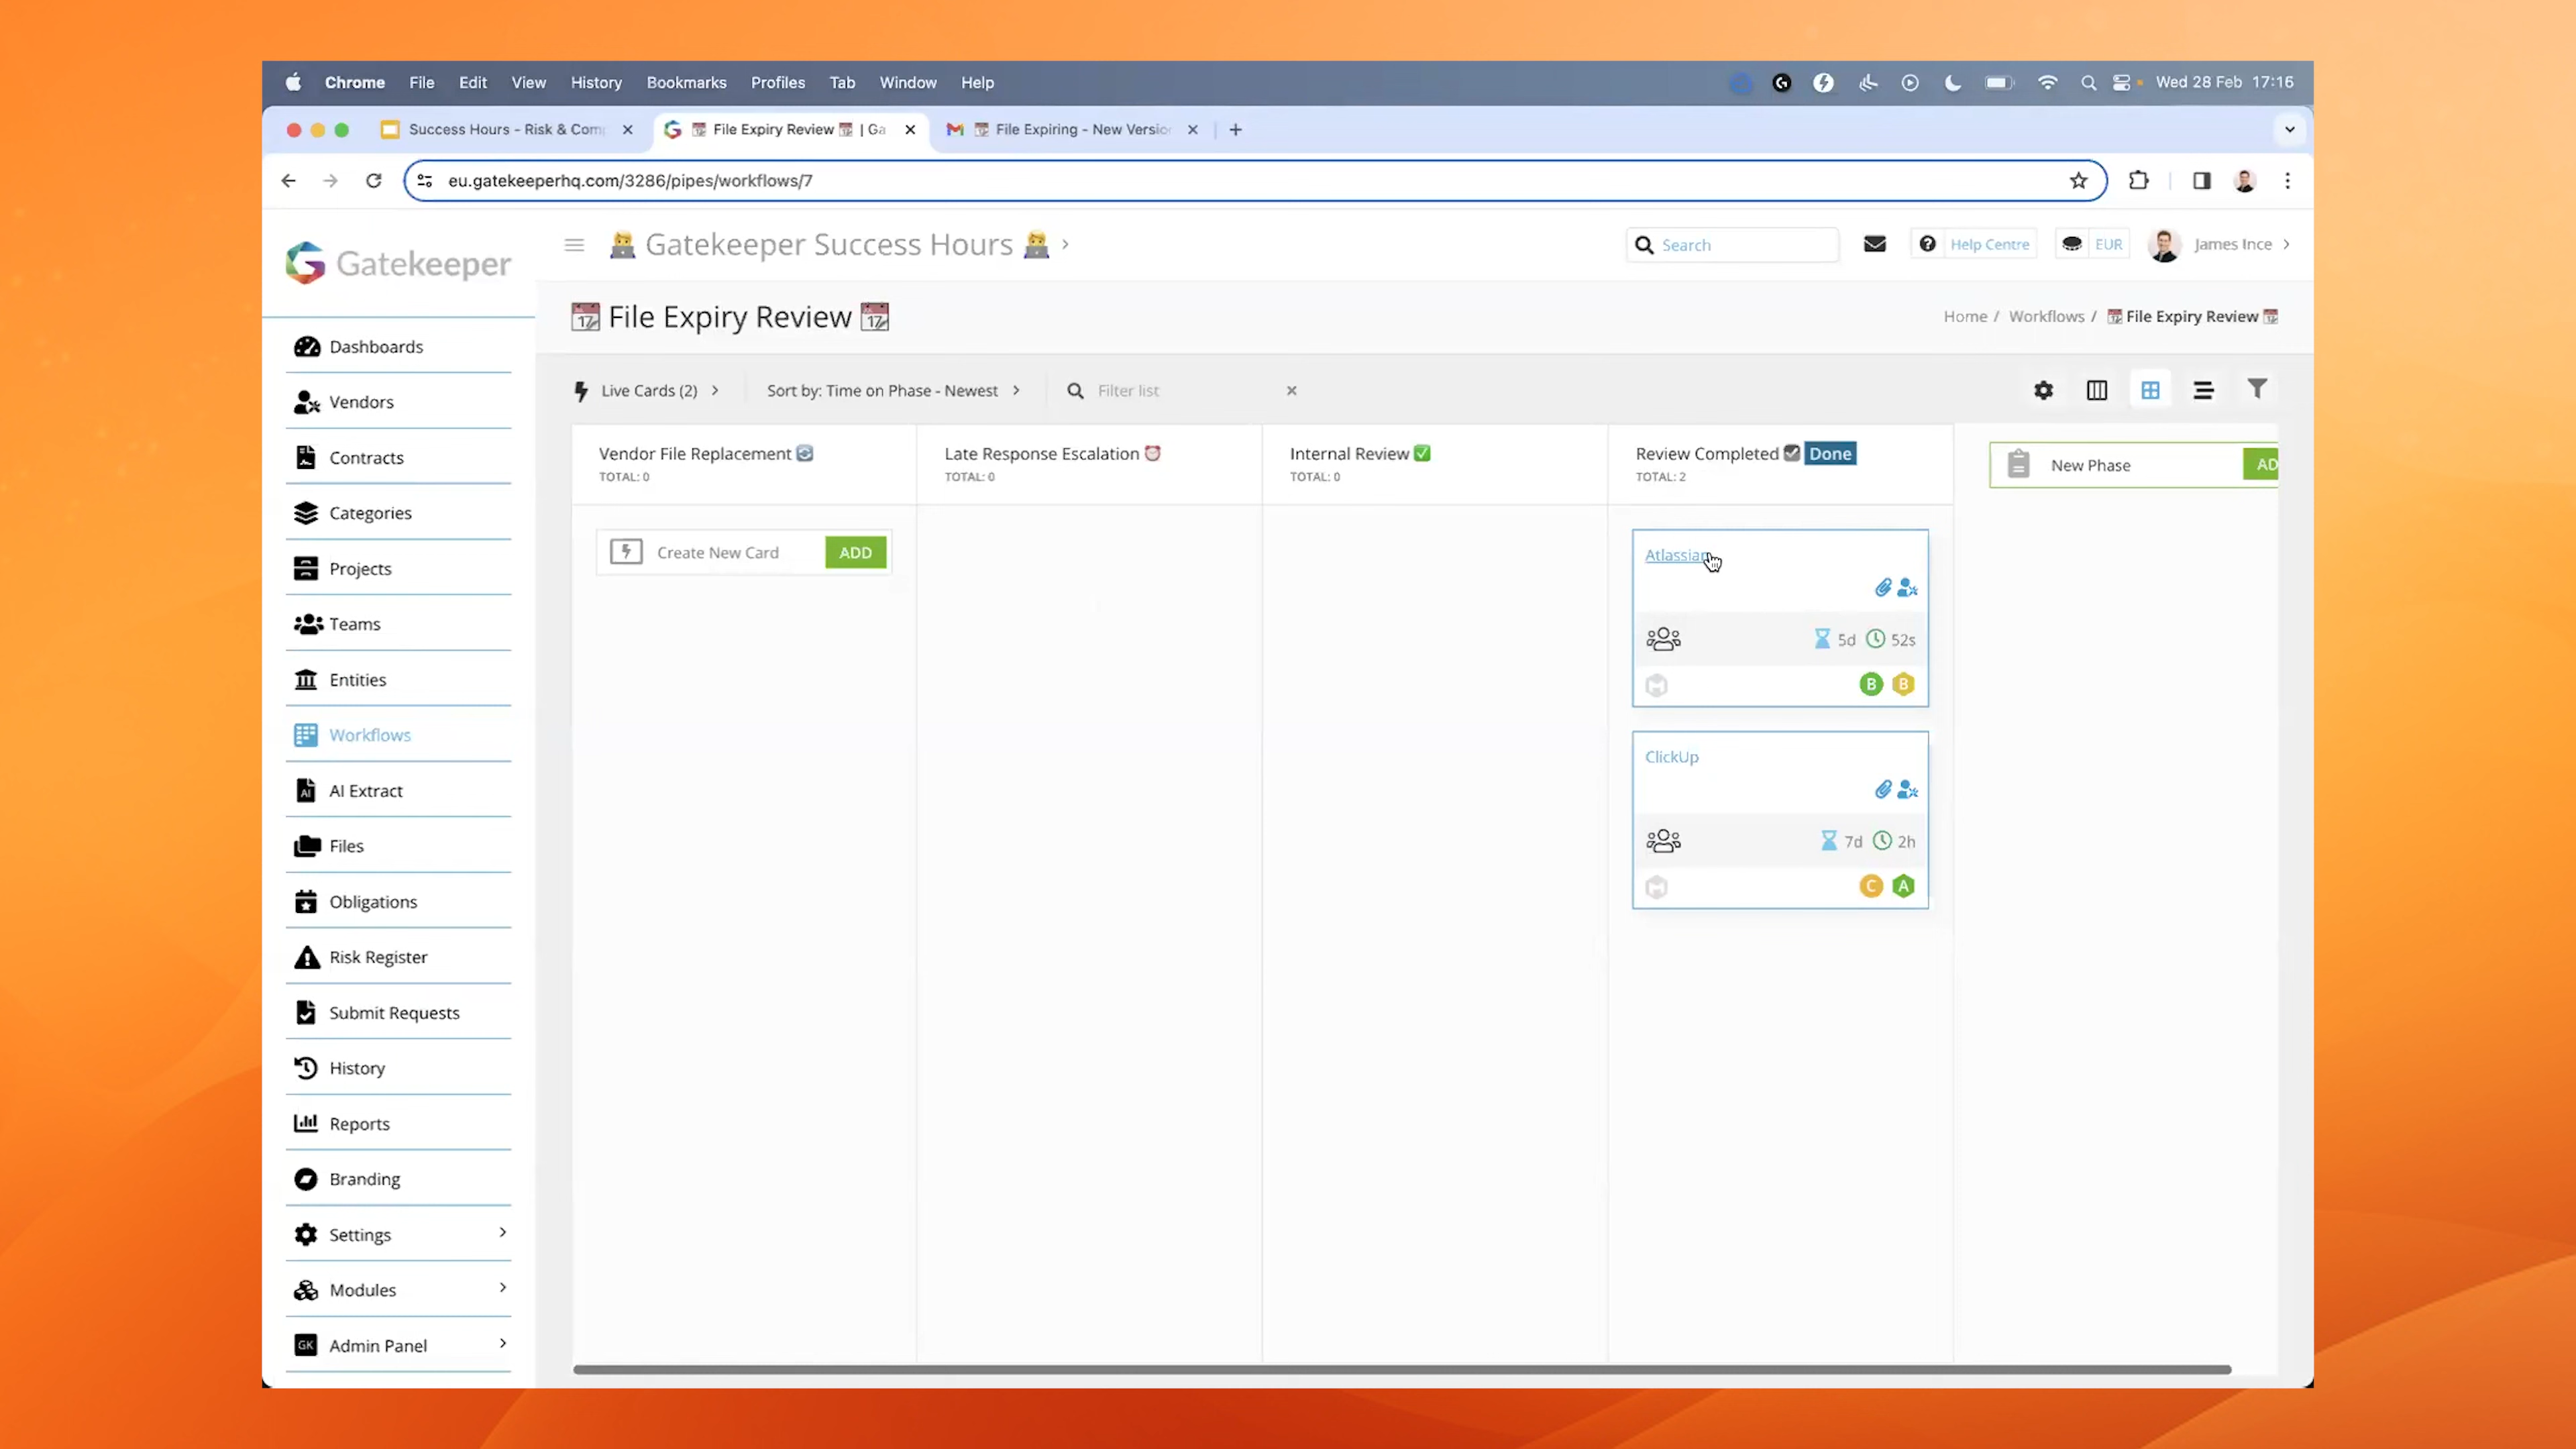 Chrome File Edit View History Bookmarks Profiles Tab Window Help Wed 28 Feb 17:16
Success Hours - Risk & Com File Expiry Review | Ga File Expiring - New Versio
eu.gatekeeperhq.com/3286/pipes/workflows/7
Gatekeeper
Gatekeeper Success Hours
Search
Help Centre
EUR
James Ince
17 File Expiry Review 17
Home / Workflows / File Expiry Review
Dashboards
Vendors
Contracts
Categories
Projects
Teams
Entities
Workflows
AI Extract
Files
Obligations
Risk Register
Submit Requests
History
Reports
Branding
Settings
Modules
GK Admin Panel
Live Cards (2)
Sort by: Time on Phase - Newest
Filter list
Vendor File Replacement
TOTAL: 0
Create New Card ADD
Late Response Escalation
TOTAL: 0
Internal Review
TOTAL: 0
Review Completed Done
TOTAL: 2
Atlassian
5d 52s
B B
ClickUp
7d 2h
C A
New Phase AD